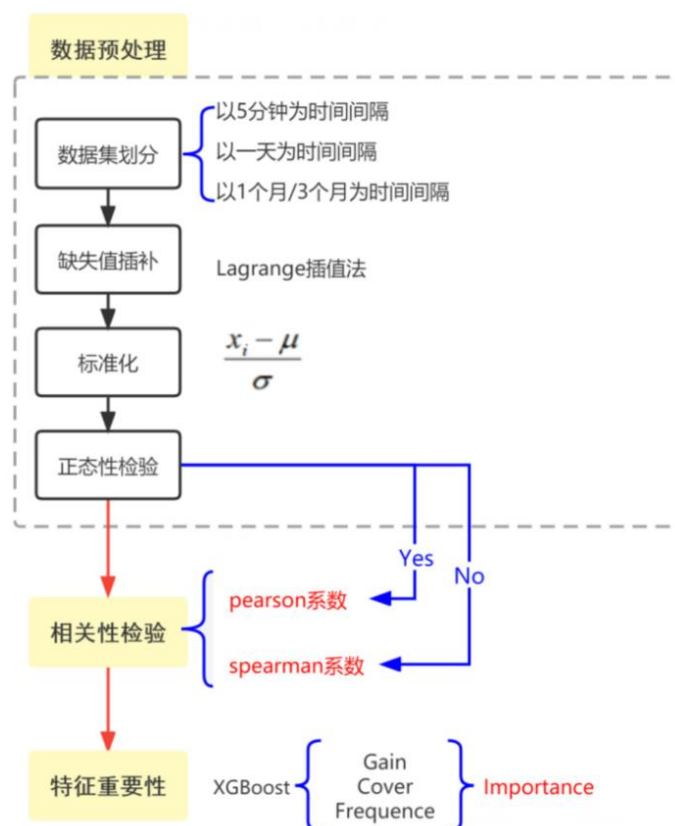 数据预处理
数据集划分
以5分钟为时间间隔
以一天为时间间隔
以1个月/3个月为时间间隔
缺失值插补
Lagrange插值法
标准化
xᵢ − μ
σ
正态性检验
Yes
No
pearson系数
相关性检验
spearman系数
特征重要性
XGBoost
Gain
Cover
Frequence
Importance